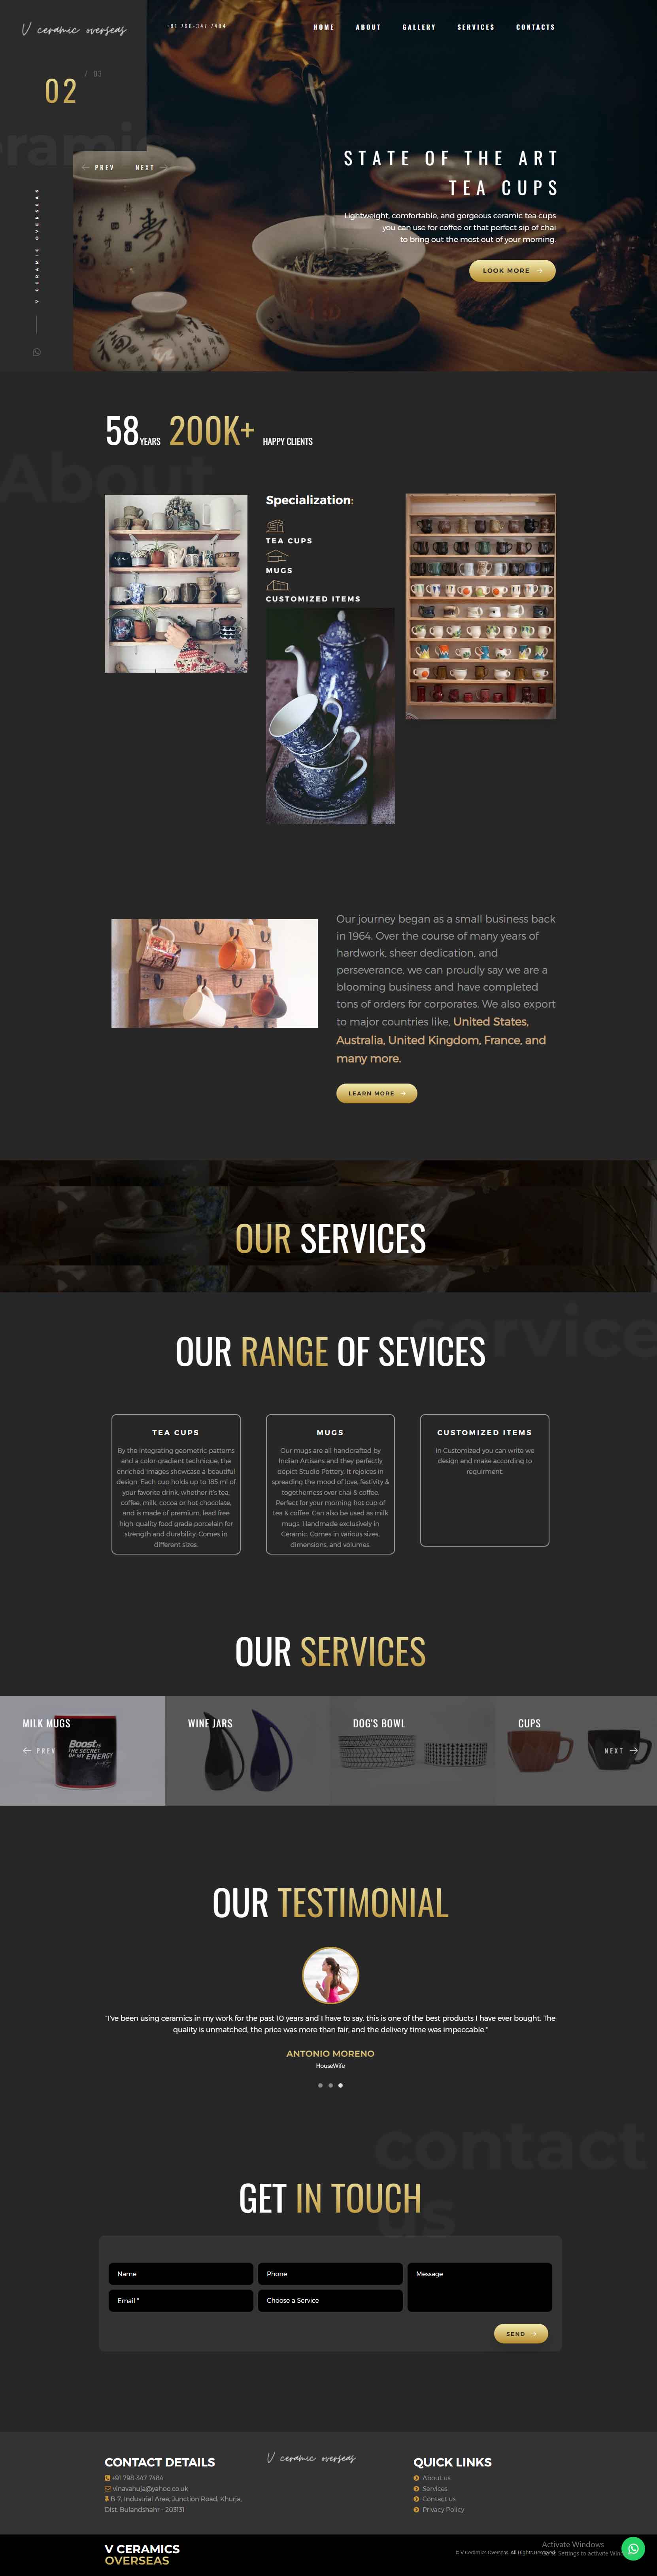 V ceramic overseas
+91 798-347 7484
HOME ABOUT GALLERY SERVICES CONTACTS
02 / 03
eramic
PREV NEXT
V CERAMIC OVERSEAS
STATE OF THE ART
TEA CUPS
Lightweight, comfortable, and gorgeous ceramic tea cups
you can use for coffee or that perfect sip of chai
to bring out the most out of your morning.
LOOK MORE
58 YEARS 200K+ HAPPY CLIENTS
About
Specialization:
TEA CUPS
MUGS
CUSTOMIZED ITEMS
Our journey began as a small business back
in 1964. Over the course of many years of
hardwork, sheer dedication, and
perseverance, we can proudly say we are a
blooming business and have completed
tons of orders for corporates. We also export
to major countries like, United States,
Australia, United Kingdom, France, and
many more.
LEARN MORE
OUR SERVICES
service
OUR RANGE OF SEVICES
TEA CUPS
By the integrating geometric patterns
and a color-gradient technique, the
enriched images showcase a beautiful
design. Each cup holds up to 185 ml of
your favorite drink, whether it's tea,
coffee, milk, cocoa or hot chocolate,
and is made of premium, lead free
high-quality food grade porcelain for
strength and durability. Comes in
different sizes.
MUGS
Our mugs are all handcrafted by
Indian Artisans and they perfectly
depict Studio Pottery. It rejoices in
spreading the mood of love, festivity &
togetherness over chai & coffee.
Perfect for your morning hot cup of
tea & coffee. Can also be used as milk
mugs. Handmade exclusively in
Ceramic. Comes in various sizes,
dimensions, and volumes.
CUSTOMIZED ITEMS
In Customized you can write we
design and make according to
requirment.
OUR SERVICES
MILK MUGS
WINE JARS
DOG'S BOWL
CUPS
PREV
NEXT
Boost is
THE SECRET
OF MY ENERGY
OUR TESTIMONIAL
"I've been using ceramics in my work for the past 10 years and I have to say, this is one of the best products I have ever bought. The
quality is unmatched, the price was more than fair, and the delivery time was impeccable."
ANTONIO MORENO
HouseWife
contact
us
GET IN TOUCH
Name
Phone
Message
Email *
Choose a Service
SEND
CONTACT DETAILS
+91 798-347 7484
vinavahuja@yahoo.co.uk
B-7, Industrial Area, Junction Road, Khurja,
Dist. Bulandshahr - 203131
V ceramic overseas
QUICK LINKS
About us
Services
Contact us
Privacy Policy
V CERAMICS
OVERSEAS
© V Ceramics Overseas. All Rights
Activate Windows
Settings to activate